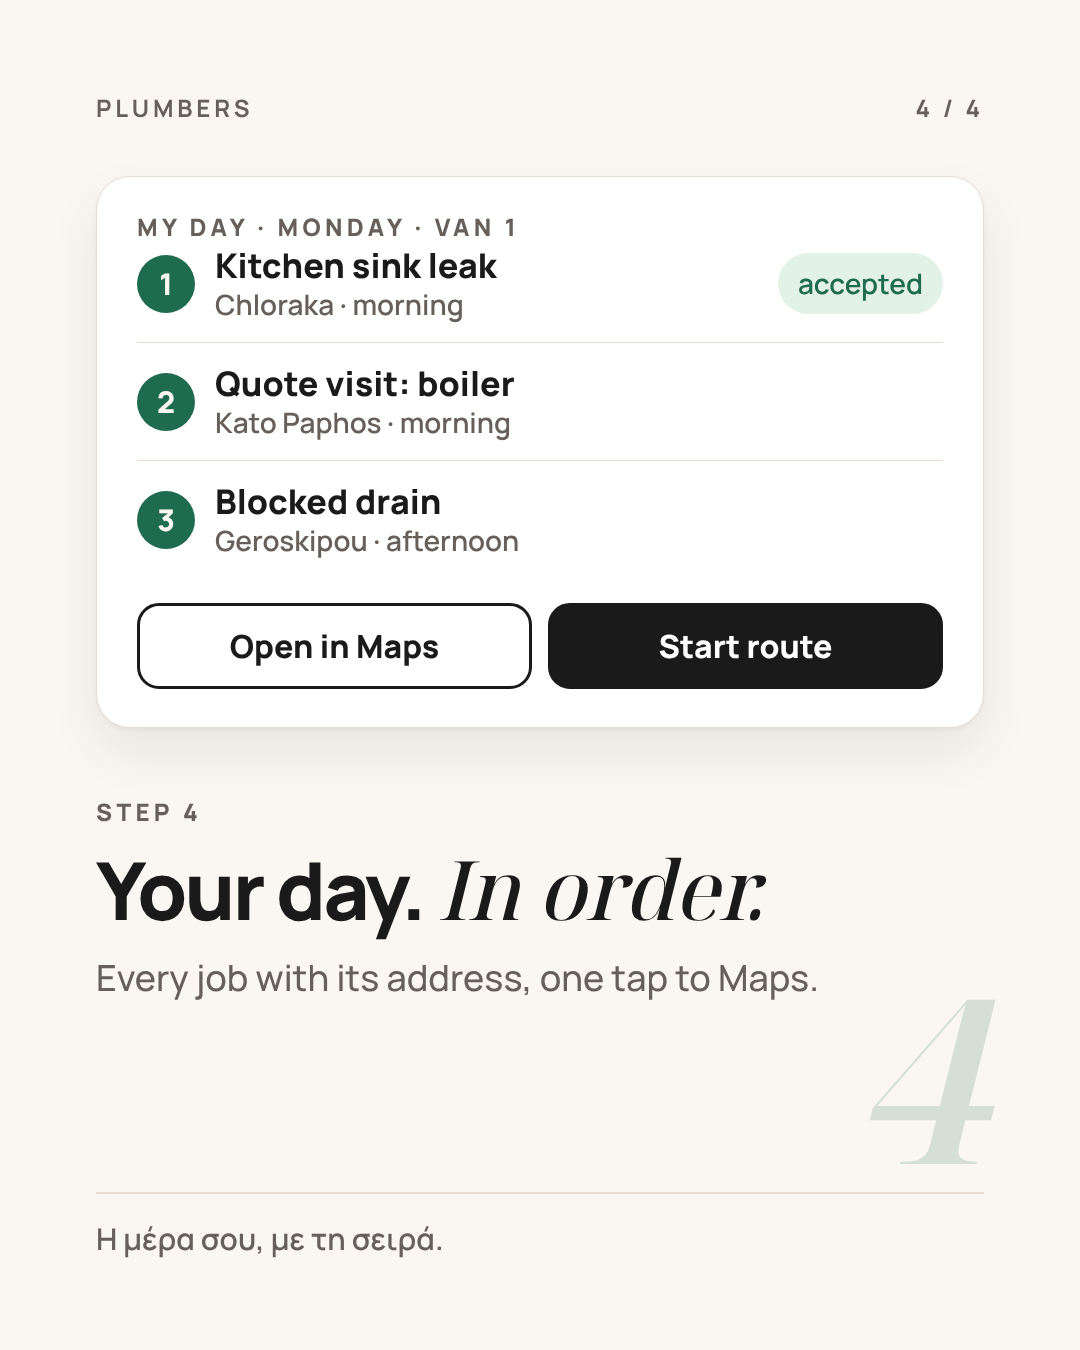 PLUMBERS
4 / 4
MY DAY · MONDAY · VAN 1
1
Kitchen sink leak
Chloraka · morning
accepted
2
Quote visit: boiler
Kato Paphos · morning
3
Blocked drain
Geroskipou · afternoon
Open in Maps
Start route
STEP 4
Your day. In order.
Every job with its address, one tap to Maps.
4
Η μέρα σου, με τη σειρά.